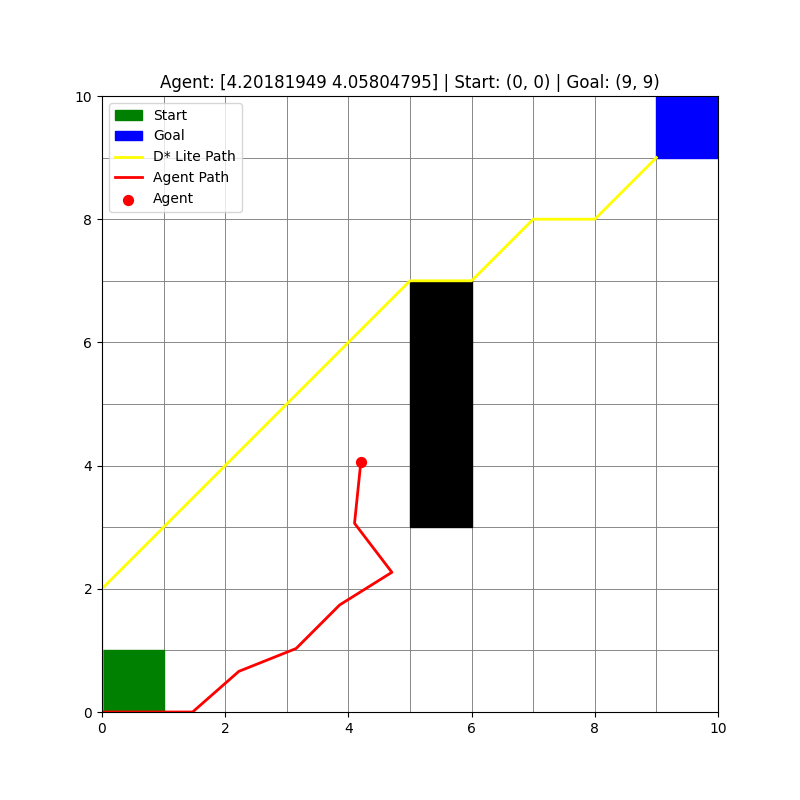 Agent: [4.20181949 4.05804795] | Start: (0, 0) | Goal: (9, 9)
10
Start
Goal
D* Lite Path
Agent Path
Agent
8
6
4
2
0
0 2 4 6 8 10